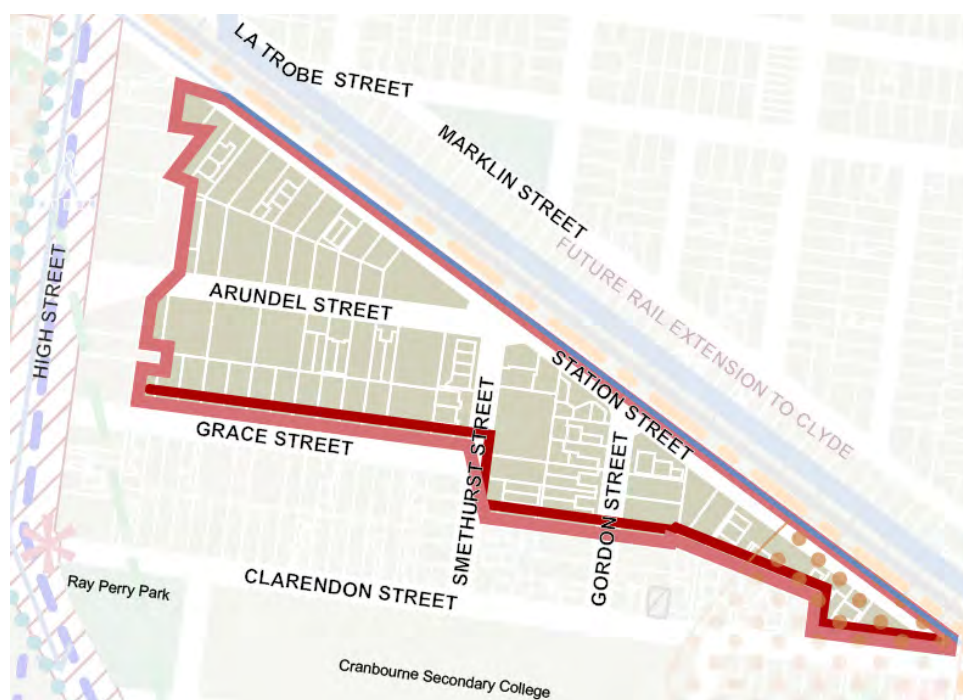 LA TROBE STREET
MARKLIN STREET
FUTURE RAIL EXTENSION TO CLYDE
HIGH STREET
ARUNDEL STREET
STATION STREET
GRACE STREET
SMETHURST STREET
GORDON STREET
CLARENDON STREET
Ray Perry Park
Cranbourne Secondary College